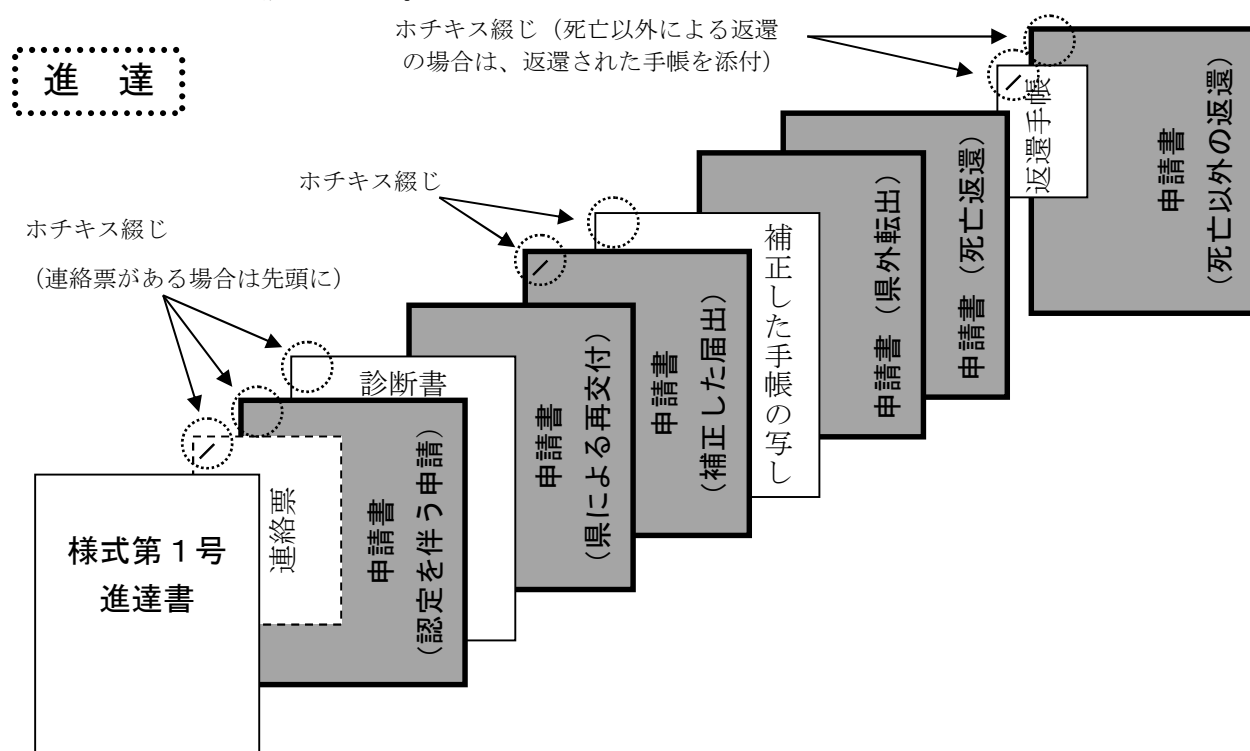 進　達
ホチキス綴じ（死亡以外による返還
の場合は、返還された手帳を添付）
ホチキス綴じ
ホチキス綴じ
（連絡票がある場合は先頭に）
様式第１号
進達書
連絡票
申請書
（認定を伴う申請）
診断書
申請書
（県による再交付）
申請書
（補正した届出）
補正した手帳の写し
申請書（県外転出）
申請書（死亡返還）
返還手帳
申請書
（死亡以外の返還）